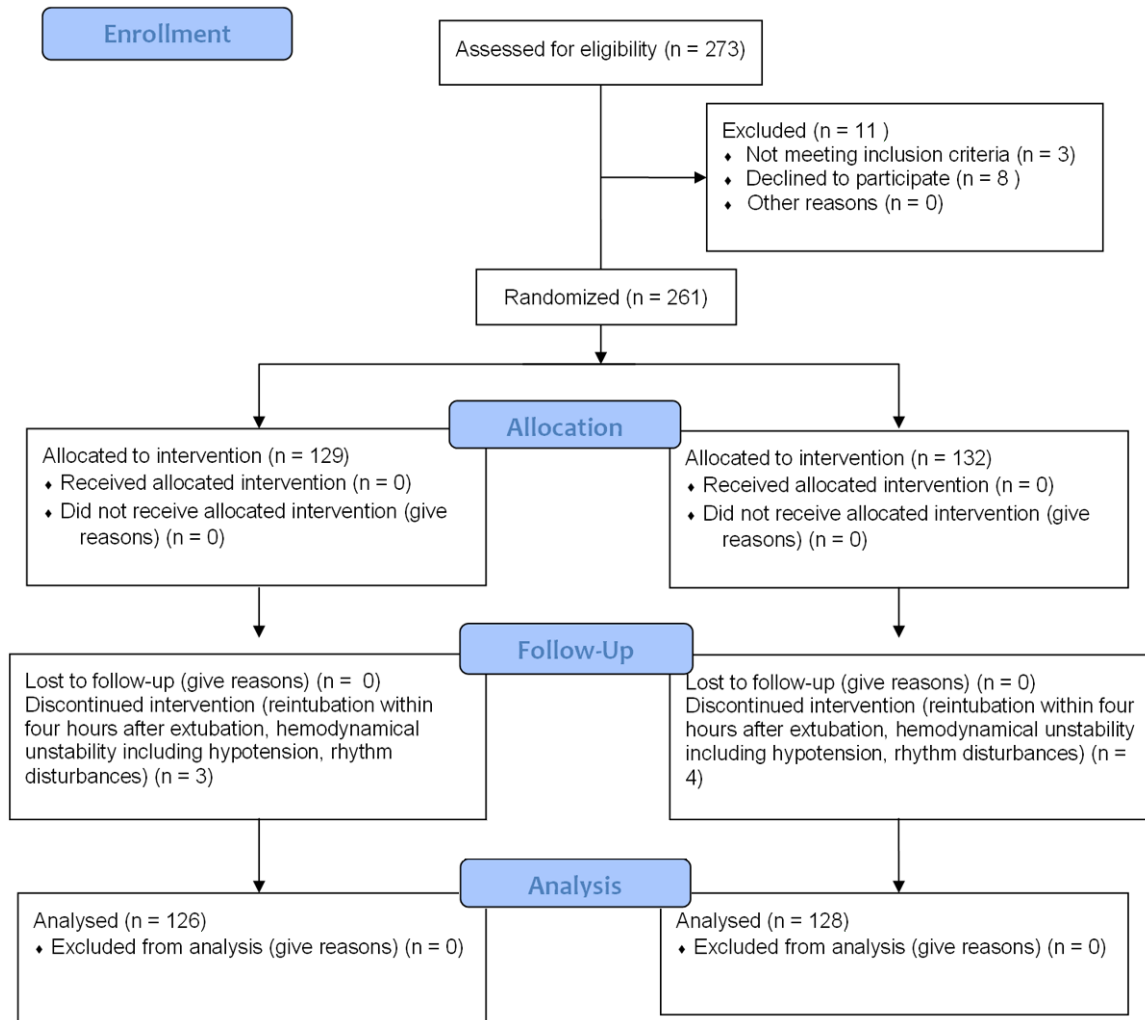 Enrollment
Assessed for eligibility (n = 273)
Excluded (n = 11 )
♦ Not meeting inclusion criteria (n = 3)
♦ Declined to participate (n = 8 )
♦ Other reasons (n = 0)
Randomized (n = 261)
Allocation
Allocated to intervention (n = 129)
♦ Received allocated intervention (n = 0)
♦ Did not receive allocated intervention (give
reasons) (n = 0)
Allocated to intervention (n = 132)
♦ Received allocated intervention (n = 0)
♦ Did not receive allocated intervention (give
reasons) (n = 0)
Follow-Up
Lost to follow-up (give reasons) (n = 0)
Discontinued intervention (reintubation within
four hours after extubation, hemodynamical
unstability including hypotension, rhythm
disturbances) (n = 3)
Lost to follow-up (give reasons) (n = 0)
Discontinued intervention (reintubation within four
hours after extubation, hemodynamical unstability
including hypotension, rhythm disturbances) (n =
4)
Analysis
Analysed (n = 126)
♦ Excluded from analysis (give reasons) (n = 0)
Analysed (n = 128)
♦ Excluded from analysis (give reasons) (n = 0)